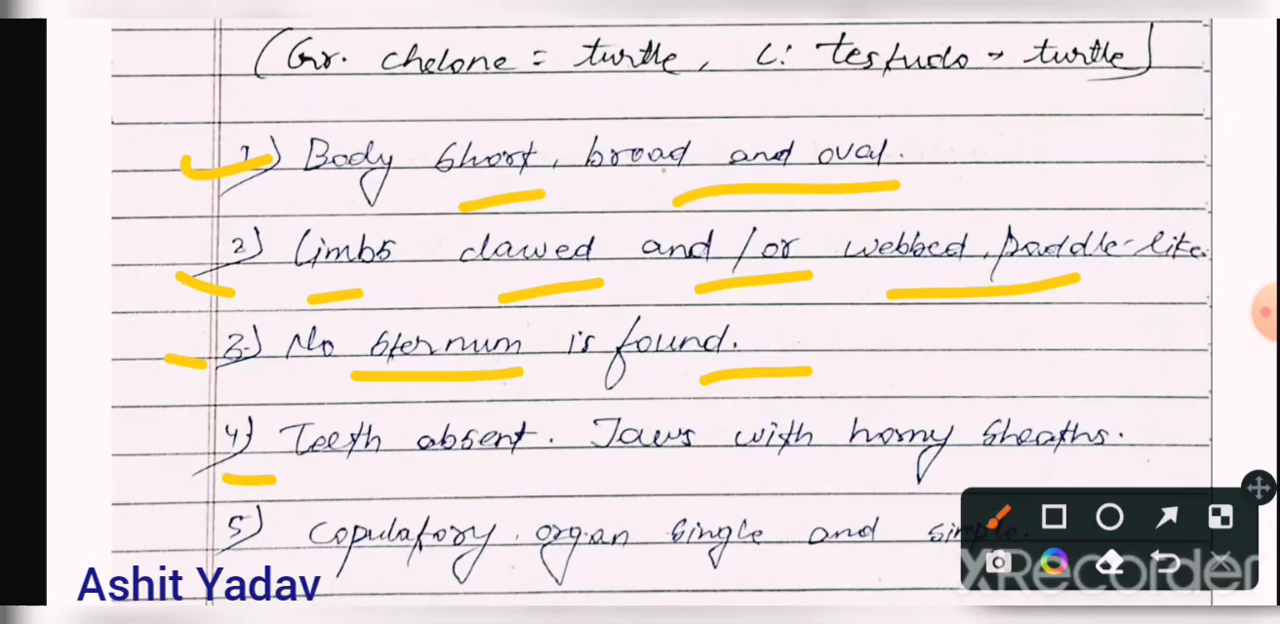 (Gr. chelone = turtle, L: testudo → turtle)
1) Body short, broad and oval.
2) Limbs clawed and/or webbed, paddle-like.
3) No sternum is found.
4) Teeth absent. Jaws with horny sheaths.
5) Copulatory organ single and simple.
Ashit Yadav
XRecorder